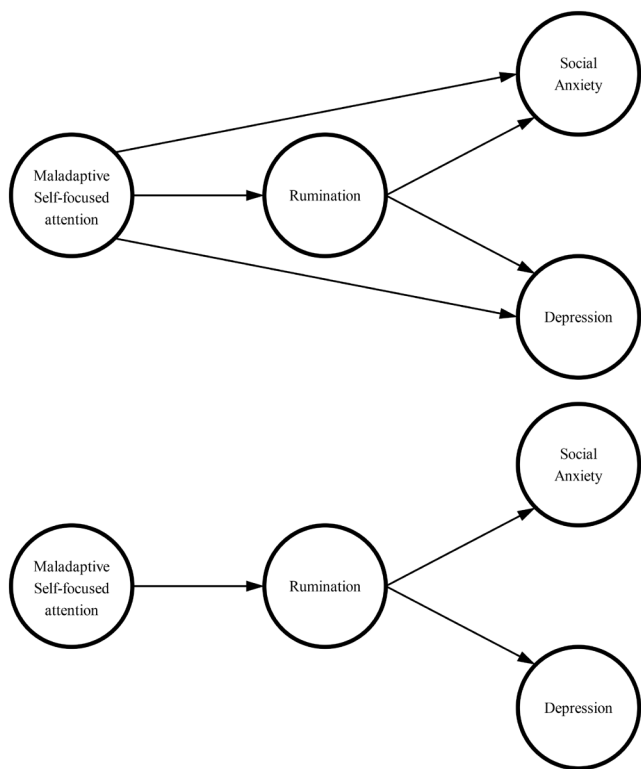 Social
Anxiety
Maladaptive
Self-focused
attention
Rumination
Depression
Social
Anxiety
Maladaptive
Self-focused
attention
Rumination
Depression